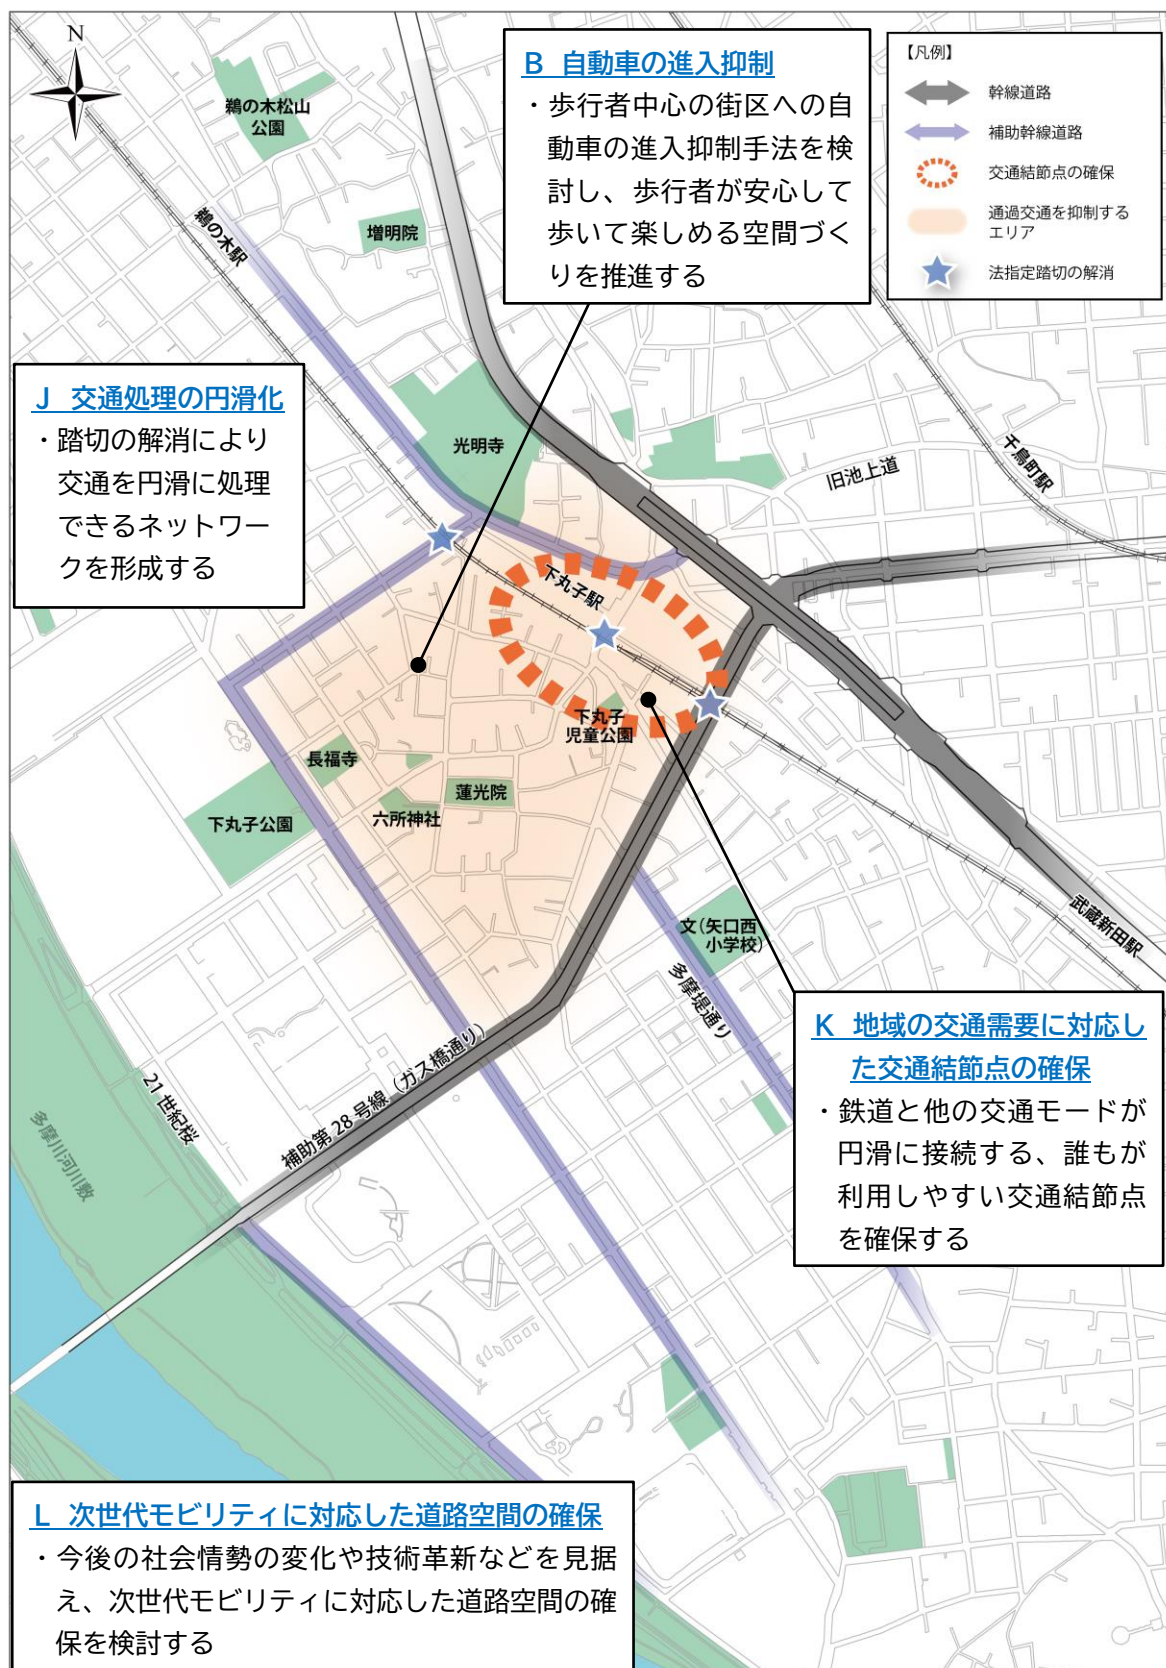 N
B 自動車の進入抑制
・歩行者中心の街区への自
動車の進入抑制手法を検
討し、歩行者が安心して
歩いて楽しめる空間づく
りを推進する
【凡例】
幹線道路
補助幹線道路
交通結節点の確保
通過交通を抑制する
エリア
法指定踏切の解消
鵜の木松山
公園
鵜の木駅
増明院
J 交通処理の円滑化
・踏切の解消により
交通を円滑に処理
できるネットワー
クを形成する
光明寺
旧池上道
千鳥町駅
下丸子駅
下丸子
児童公園
長福寺
蓮光院
六所神社
下丸子公園
文(矢口西
小学校)
武蔵新田駅
多摩堤通り
補助第28号線(ガス橋通り)
21世紀桜
多摩川河川敷
K 地域の交通需要に対応し
た交通結節点の確保
・鉄道と他の交通モードが
円滑に接続する、誰もが
利用しやすい交通結節点
を確保する
L 次世代モビリティに対応した道路空間の確保
・今後の社会情勢の変化や技術革新などを見据
え、次世代モビリティに対応した道路空間の確
保を検討する